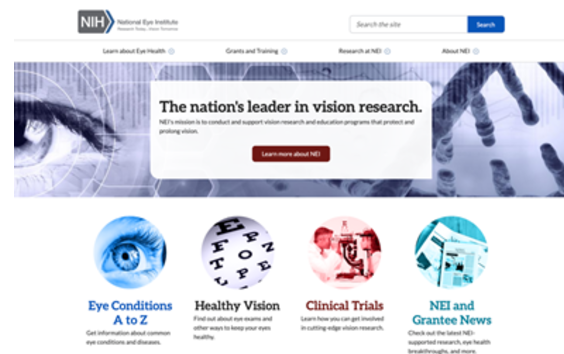 NIH National Eye Institute
Research Today...Vision Tomorrow
Search the site
Search
Learn about Eye Health
Grants and Training
Research at NEI
About NEI
The nation's leader in vision research.
NEI's mission is to conduct and support vision research and education programs that protect and
prolong vision.
Learn more about NEI
Eye Conditions
A to Z
Get information about common
eye conditions and diseases.
Healthy Vision
Find out about eye exams and
other ways to keep your eyes
healthy.
Clinical Trials
Learn how you can get involved
in cutting-edge vision research.
NEI and
Grantee News
Check out the latest NEI-
supported research, eye health
breakthroughs, and more.